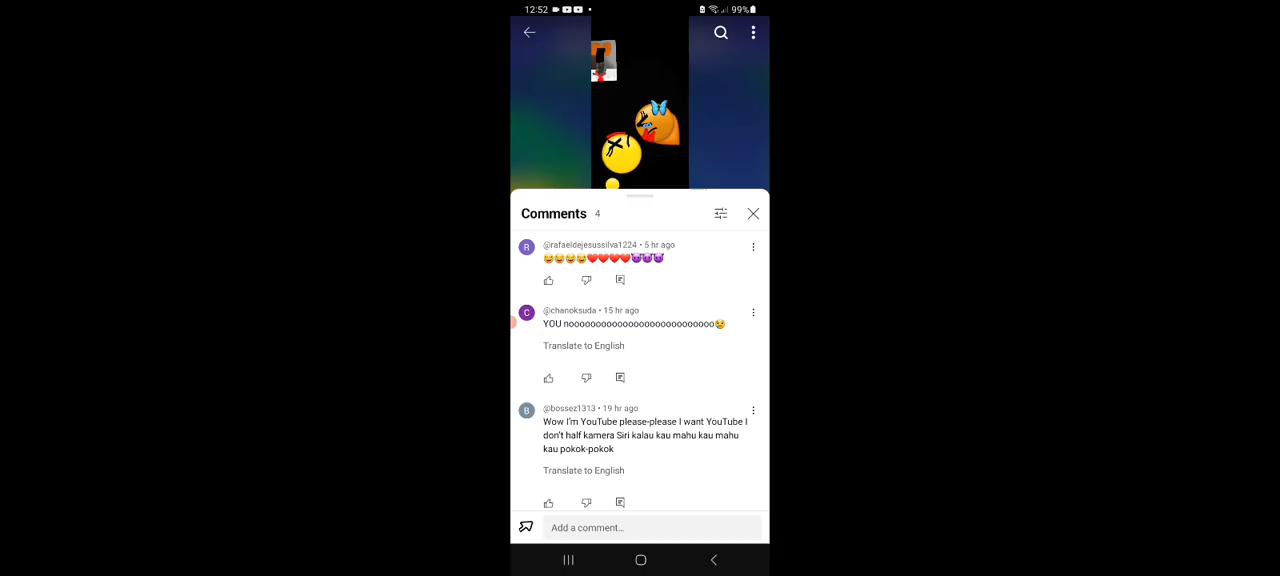 12:52
99%
Comments 4
R
@rafaeldejesussilva1224 • 5 hr ago
😂😂😂😂❤️❤️❤️❤️😈😈😈
C
@chanoksuda • 15 hr ago
YOU noooooooooooooooooooooooooooo😢
Translate to English
B
@bossez1313 • 19 hr ago
Wow I'm YouTube please-please I want YouTube I
don't half kamera Siri kalau kau mahu kau mahu
kau pokok-pokok
Translate to English
Add a comment...